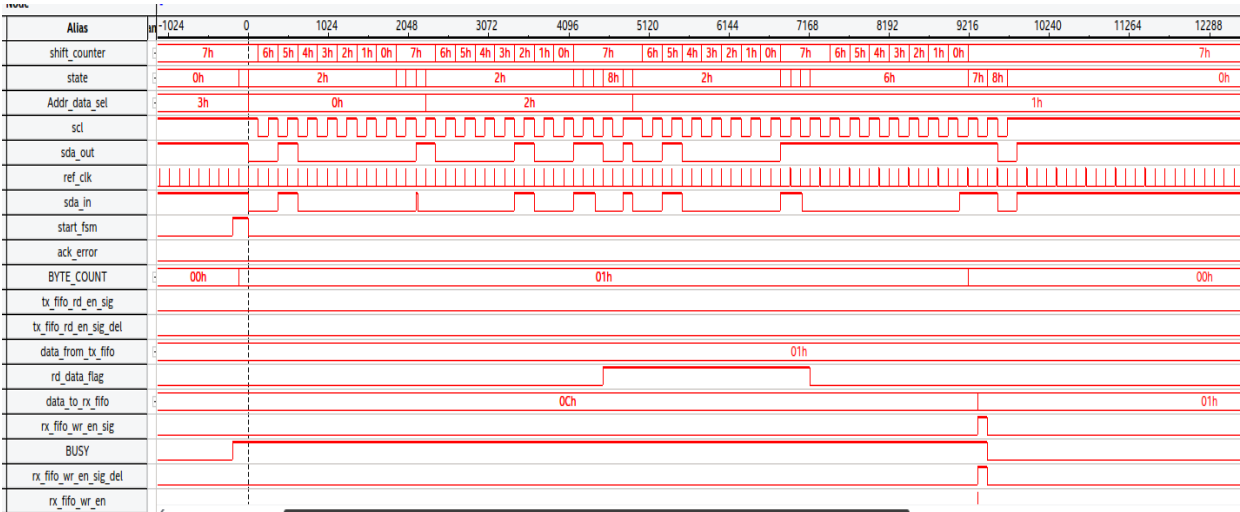 Node
Alias -1024 0 1024 2048 3072 4096 5120 6144 7168 8192 9216 10240 11264 12288
shift_counter 7h 6h 5h 4h 3h 2h 1h 0h 7h 6h 5h 4h 3h 2h 1h 0h 7h 6h 5h 4h 3h 2h 1h 0h 7h 6h 5h 4h 3h 2h 1h 0h 7h
state 0h 2h 2h 8h 2h 6h 7h 8h 0h
Addr_data_sel 3h 0h 2h 1h
scl
sda_out
ref_clk
sda_in
start_fsm
ack_error
BYTE_COUNT 00h 01h 00h
tx_fifo_rd_en_sig
tx_fifo_rd_en_sig_del
data_from_tx_fifo 01h
rd_data_flag
data_to_rx_fifo 0Ch 01h
rx_fifo_wr_en_sig
BUSY
rx_fifo_wr_en_sig_del
rx_fifo_wr_en